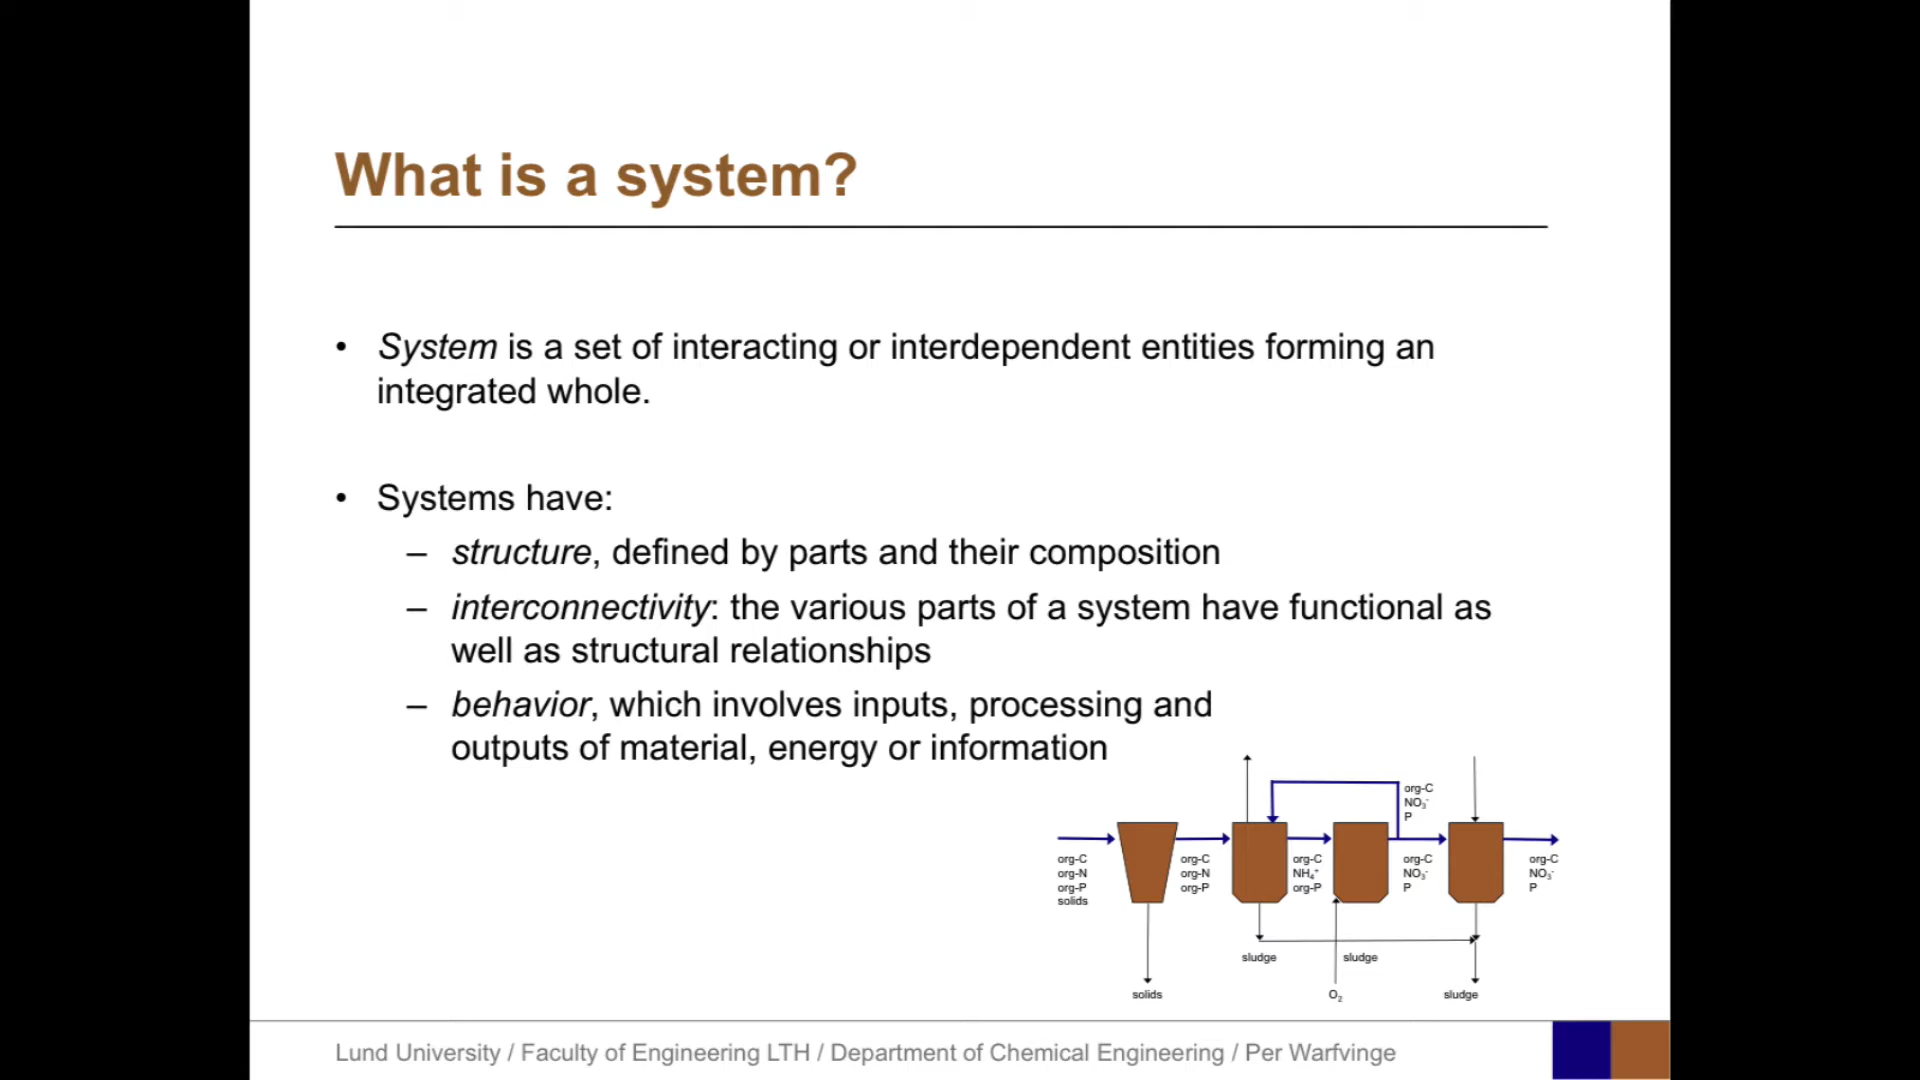 What is a system?
• System is a set of interacting or interdependent entities forming an
integrated whole.
• Systems have:
– structure, defined by parts and their composition
– interconnectivity: the various parts of a system have functional as
well as structural relationships
– behavior, which involves inputs, processing and
outputs of material, energy or information
org-C
NO₃⁻
P
org-C
org-N
org-P
solids
org-C
org-N
org-P
org-C
NH₄⁺
org-P
org-C
NO₃⁻
P
org-C
NO₃⁻
P
sludge
sludge
solids
O₂
sludge
Lund University / Faculty of Engineering LTH / Department of Chemical Engineering / Per Warfvinge